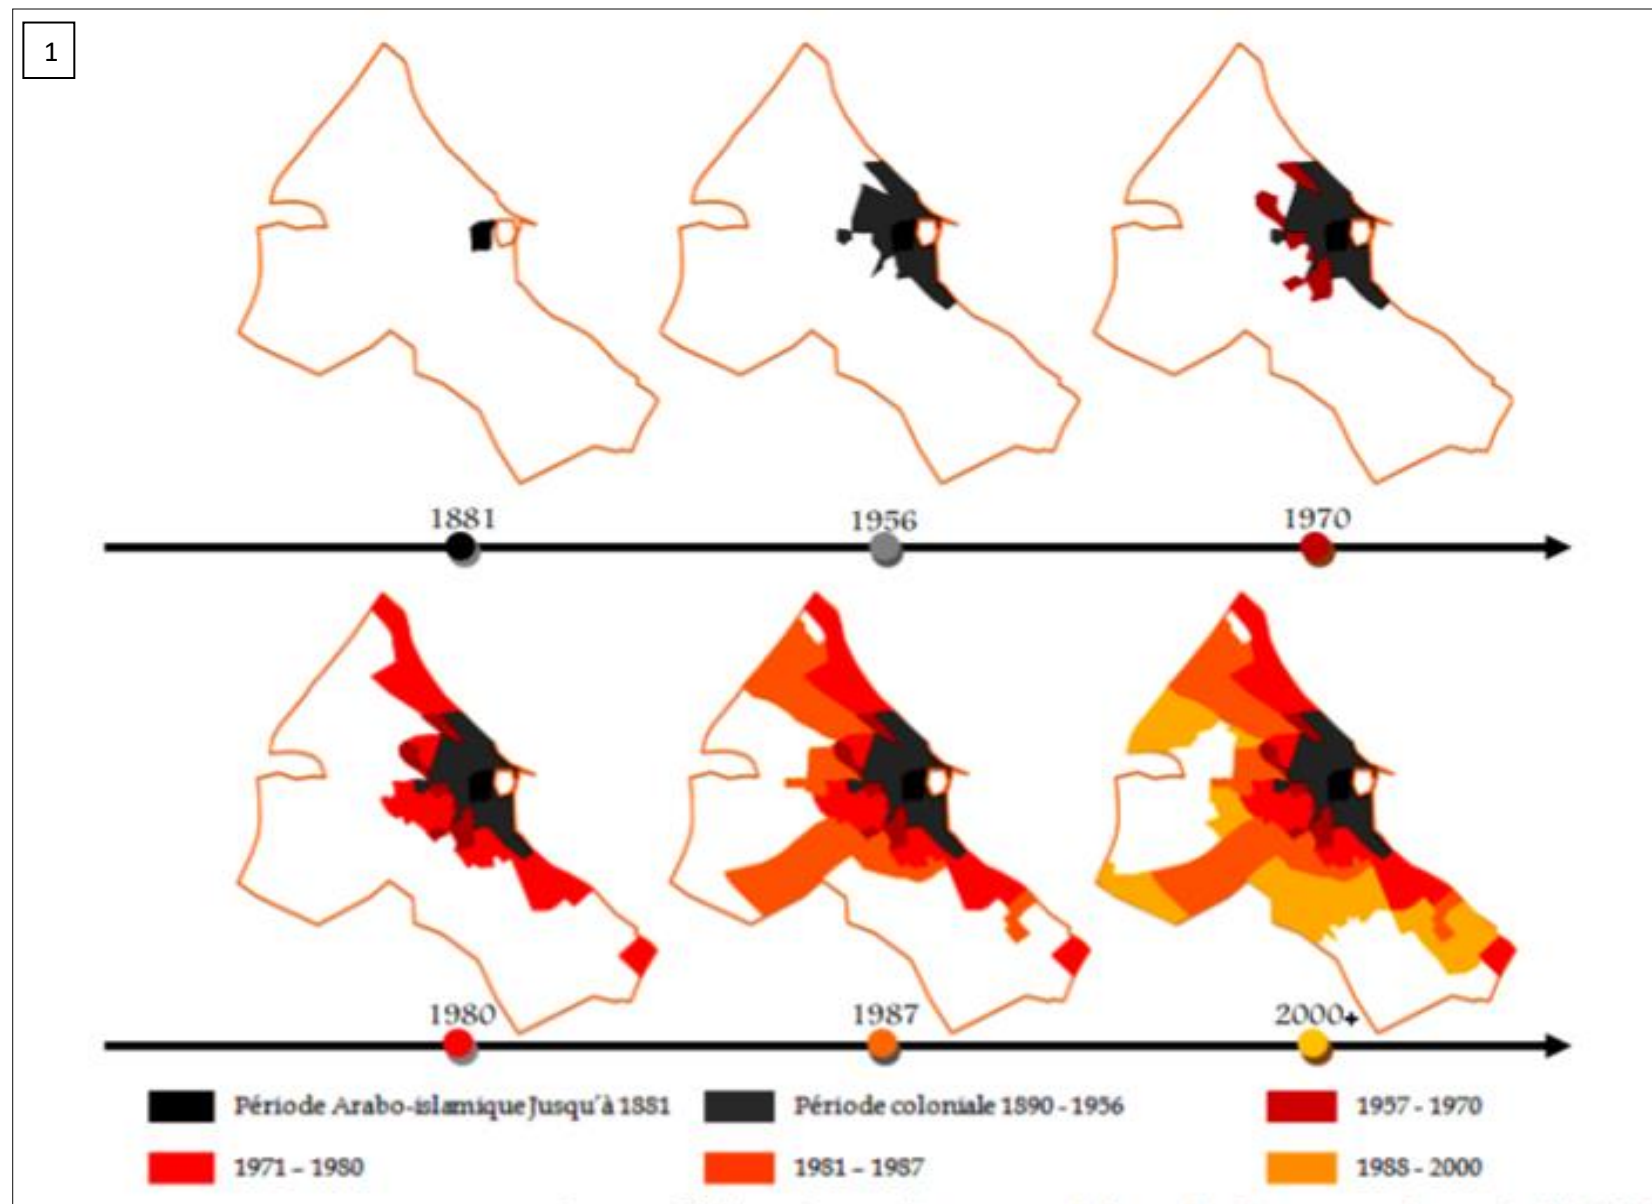 1
1881
1956
1970
1980
1987
2000+
Période Arabo-islamique Jusqu'à 1881
Période coloniale 1890 - 1956
1957 - 1970
1971 – 1980
1981 – 1987
1988 - 2000